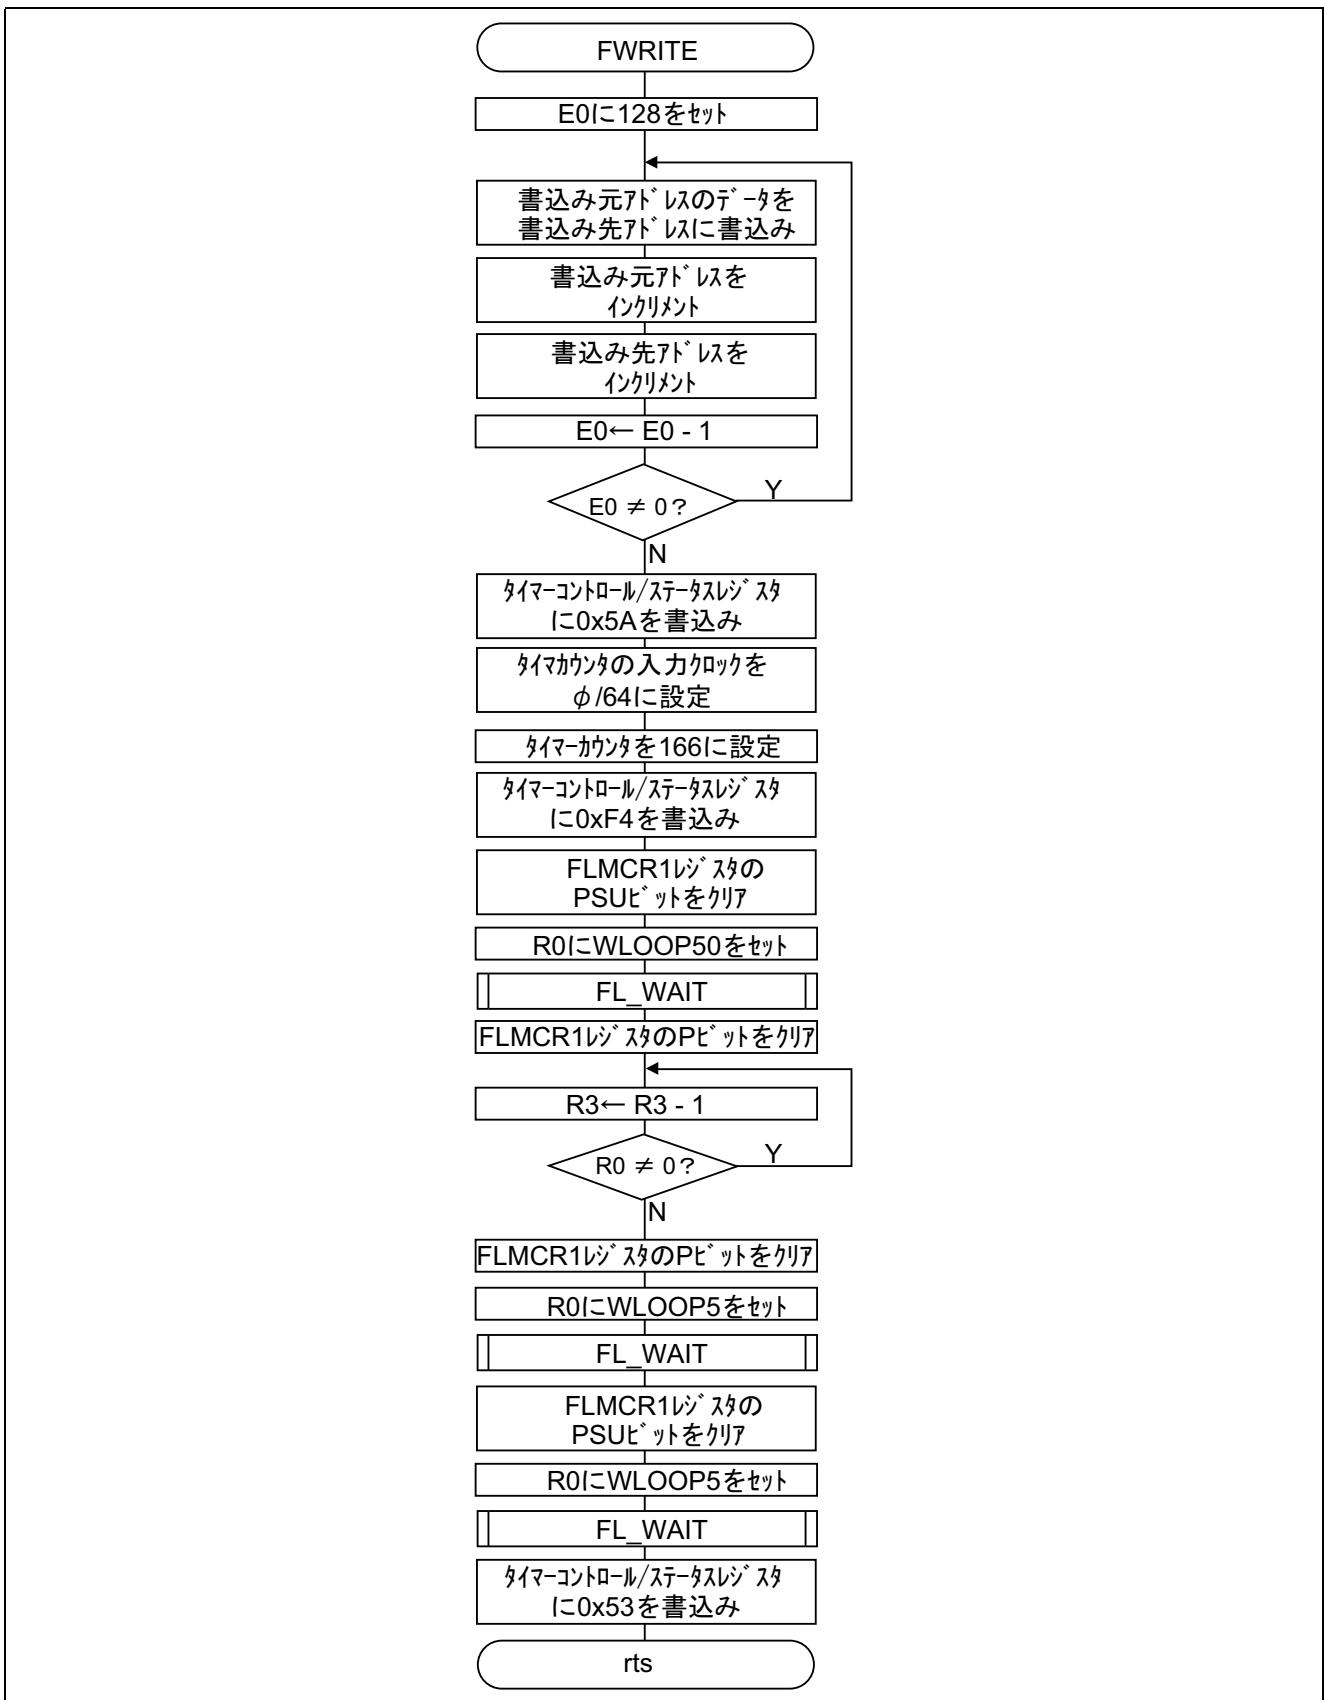 FWRITE
E0に128をｾｯﾄ
書込み元ｱﾄﾞﾚｽのﾃﾞｰﾀを
書込み先ｱﾄﾞﾚｽに書込み
書込み元ｱﾄﾞﾚｽを
ｲﾝｸﾘﾒﾝﾄ
書込み先ｱﾄﾞﾚｽを
ｲﾝｸﾘﾒﾝﾄ
E0← E0 - 1
E0 ≠ 0？
Y
N
ﾀｲﾏｰｺﾝﾄﾛｰﾙ/ｽﾃｰﾀｽﾚｼﾞｽﾀ
に0x5Aを書込み
ﾀｲﾏｶｳﾝﾀの入力ｸﾛｯｸを
φ/64に設定
ﾀｲﾏｰｶｳﾝﾀを166に設定
ﾀｲﾏｰｺﾝﾄﾛｰﾙ/ｽﾃｰﾀｽﾚｼﾞｽﾀ
に0xF4を書込み
FLMCR1ﾚｼﾞｽﾀの
PSUﾋﾞｯﾄをｸﾘｱ
R0にWLOOP50をｾｯﾄ
FL_WAIT
FLMCR1ﾚｼﾞｽﾀのPﾋﾞｯﾄをｸﾘｱ
R3← R3 - 1
R0 ≠ 0？
Y
N
FLMCR1ﾚｼﾞｽﾀのPﾋﾞｯﾄをｸﾘｱ
R0にWLOOP5をｾｯﾄ
FL_WAIT
FLMCR1ﾚｼﾞｽﾀの
PSUﾋﾞｯﾄをｸﾘｱ
R0にWLOOP5をｾｯﾄ
FL_WAIT
ﾀｲﾏｰｺﾝﾄﾛｰﾙ/ｽﾃｰﾀｽﾚｼﾞｽﾀ
に0x53を書込み
rts